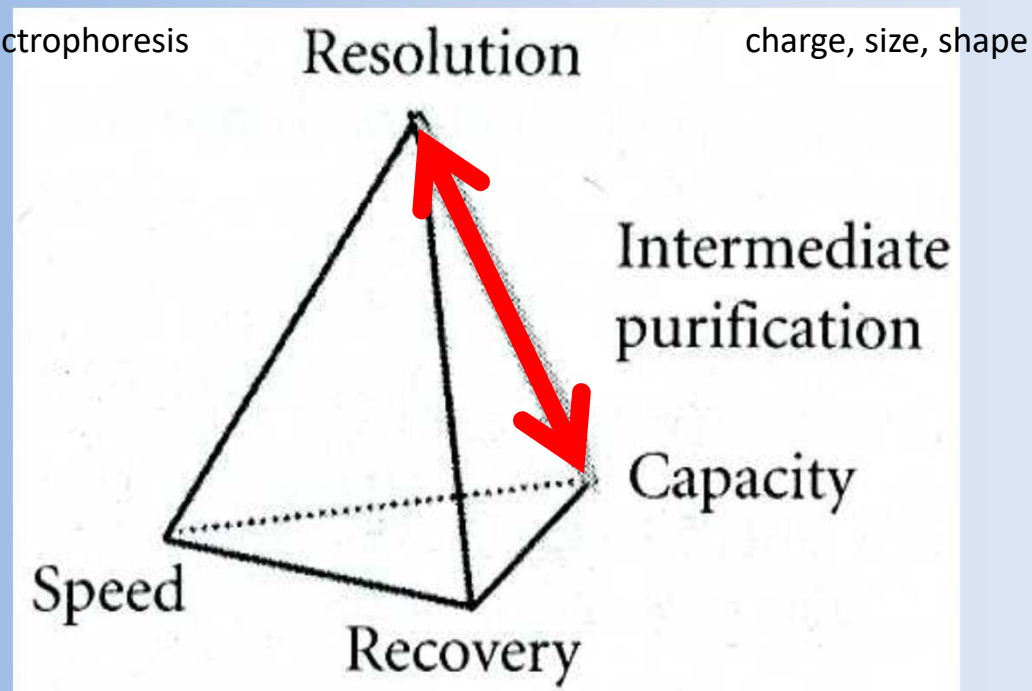 ctrophoresis
charge, size, shape
Resolution
Intermediate
purification
Capacity
Speed
Recovery